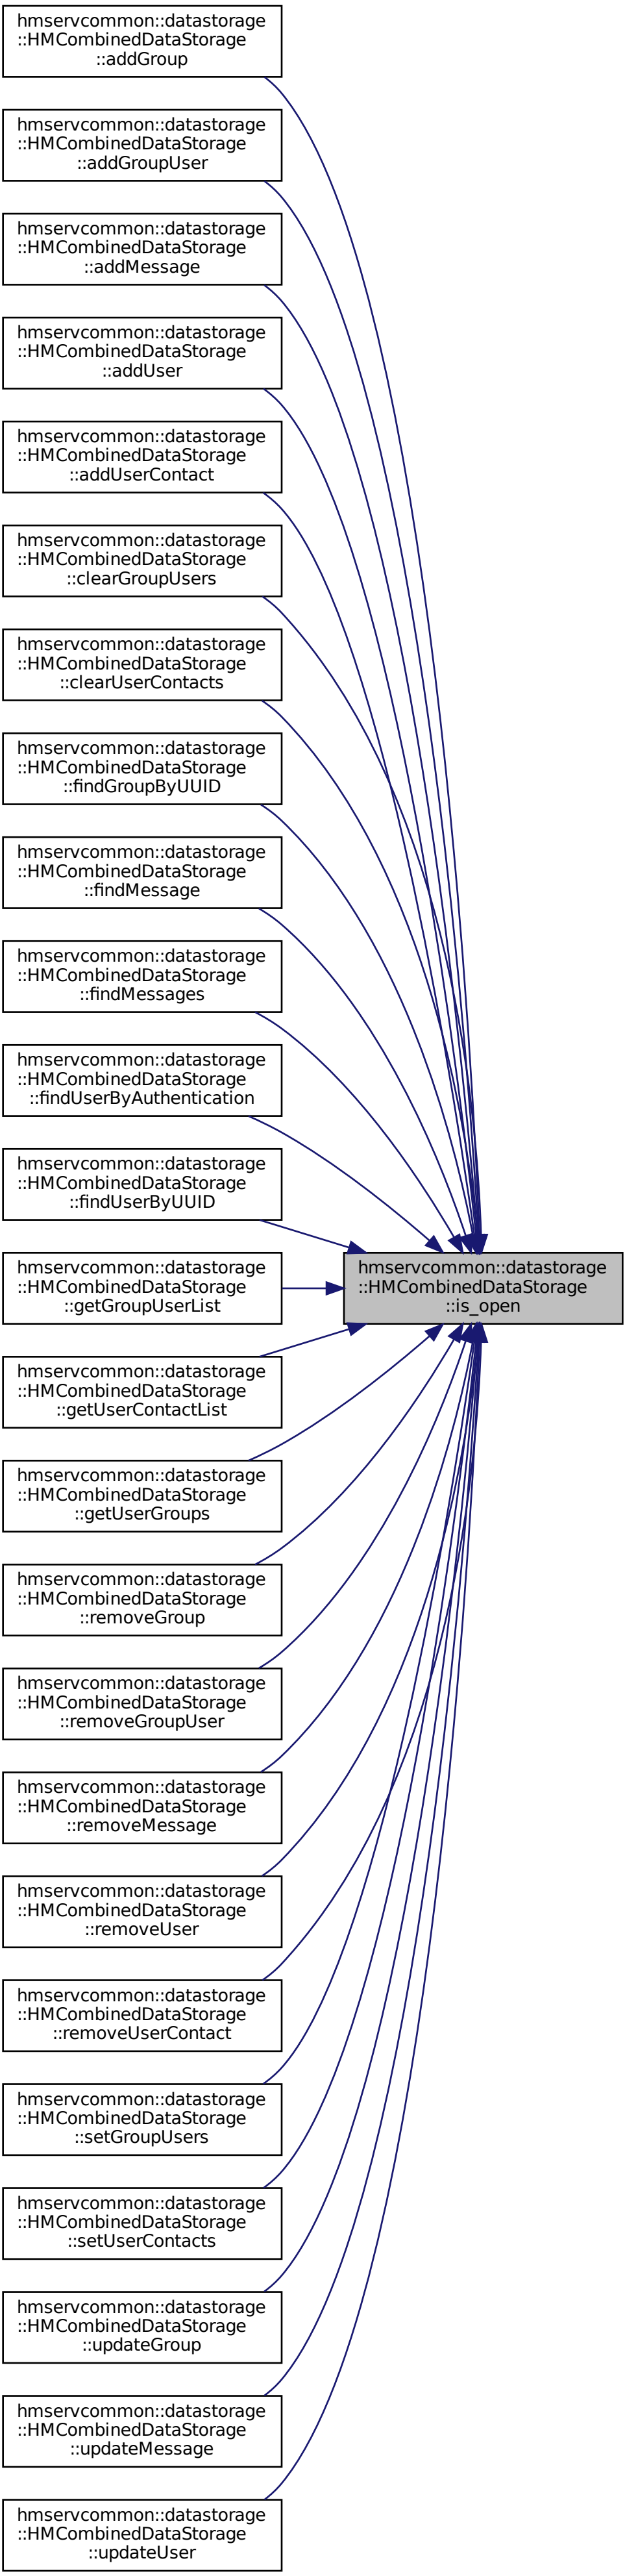 hmservcommon::datastorage
::HMCombinedDataStorage
::addGroup
hmservcommon::datastorage
::HMCombinedDataStorage
::addGroupUser
hmservcommon::datastorage
::HMCombinedDataStorage
::addMessage
hmservcommon::datastorage
::HMCombinedDataStorage
::addUser
hmservcommon::datastorage
::HMCombinedDataStorage
::addUserContact
hmservcommon::datastorage
::HMCombinedDataStorage
::clearGroupUsers
hmservcommon::datastorage
::HMCombinedDataStorage
::clearUserContacts
hmservcommon::datastorage
::HMCombinedDataStorage
::findGroupByUUID
hmservcommon::datastorage
::HMCombinedDataStorage
::findMessage
hmservcommon::datastorage
::HMCombinedDataStorage
::findMessages
hmservcommon::datastorage
::HMCombinedDataStorage
::findUserByAuthentication
hmservcommon::datastorage
::HMCombinedDataStorage
::findUserByUUID
hmservcommon::datastorage
::HMCombinedDataStorage
::getGroupUserList
hmservcommon::datastorage
::HMCombinedDataStorage
::is_open
hmservcommon::datastorage
::HMCombinedDataStorage
::getUserContactList
hmservcommon::datastorage
::HMCombinedDataStorage
::getUserGroups
hmservcommon::datastorage
::HMCombinedDataStorage
::removeGroup
hmservcommon::datastorage
::HMCombinedDataStorage
::removeGroupUser
hmservcommon::datastorage
::HMCombinedDataStorage
::removeMessage
hmservcommon::datastorage
::HMCombinedDataStorage
::removeUser
hmservcommon::datastorage
::HMCombinedDataStorage
::removeUserContact
hmservcommon::datastorage
::HMCombinedDataStorage
::setGroupUsers
hmservcommon::datastorage
::HMCombinedDataStorage
::setUserContacts
hmservcommon::datastorage
::HMCombinedDataStorage
::updateGroup
hmservcommon::datastorage
::HMCombinedDataStorage
::updateMessage
hmservcommon::datastorage
::HMCombinedDataStorage
::updateUser